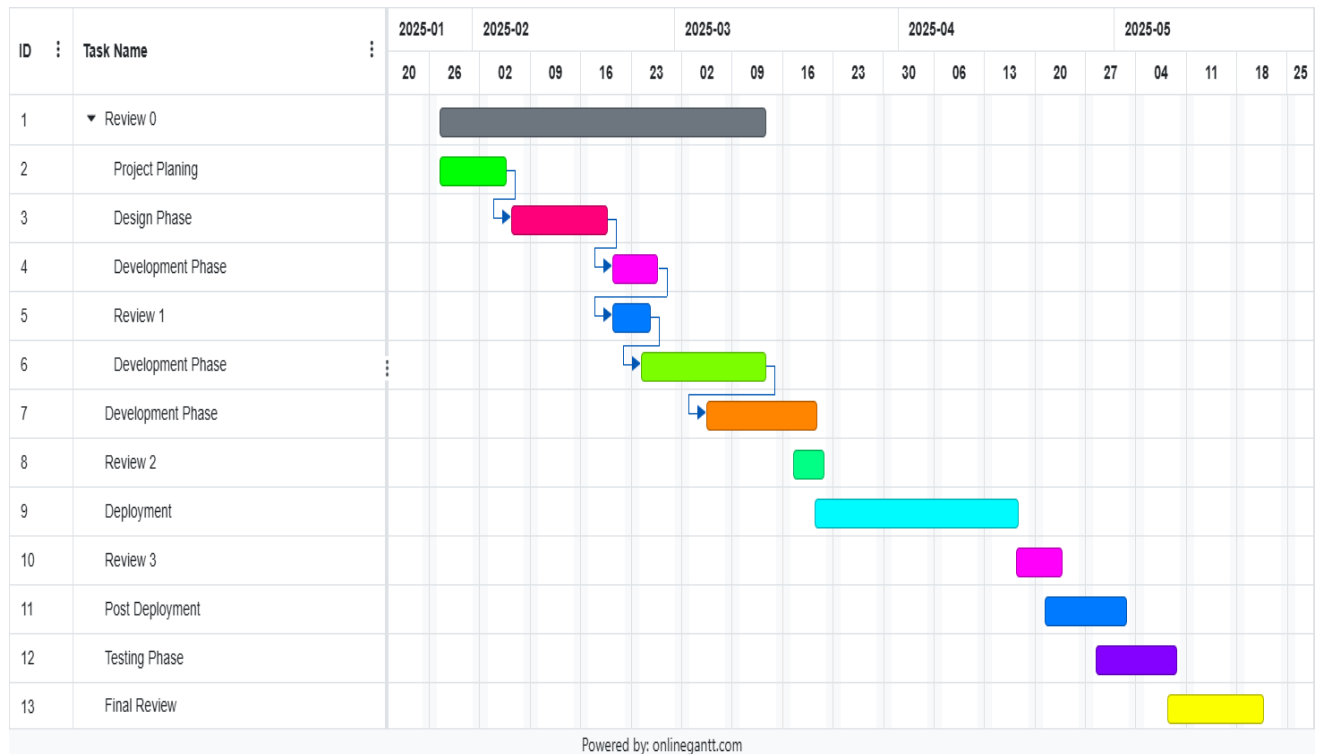 ID Task Name 2025-01 2025-02 2025-03 2025-04 2025-05
20 26 02 09 16 23 02 09 16 23 30 06 13 20 27 04 11 18 25
1 Review 0
2 Project Planing
3 Design Phase
4 Development Phase
5 Review 1
6 Development Phase
7 Development Phase
8 Review 2
9 Deployment
10 Review 3
11 Post Deployment
12 Testing Phase
13 Final Review
Powered by: onlinegantt.com